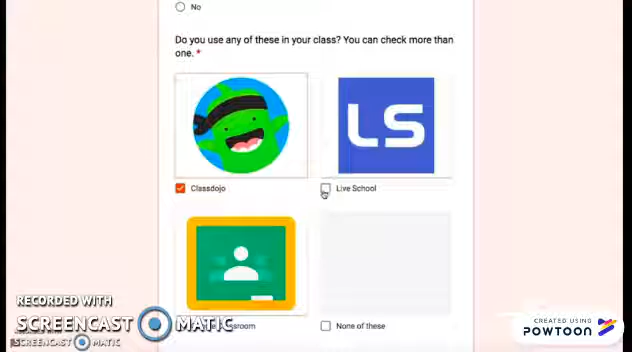 No
Do you use any of these in your class? You can check more than
one. *
LS
Classdojo
Live School
Classroom
None of these
RECORDED WITH
SCREENCAST MATIC
SCREENCAST MATIC
CREATED USING
POWTOON